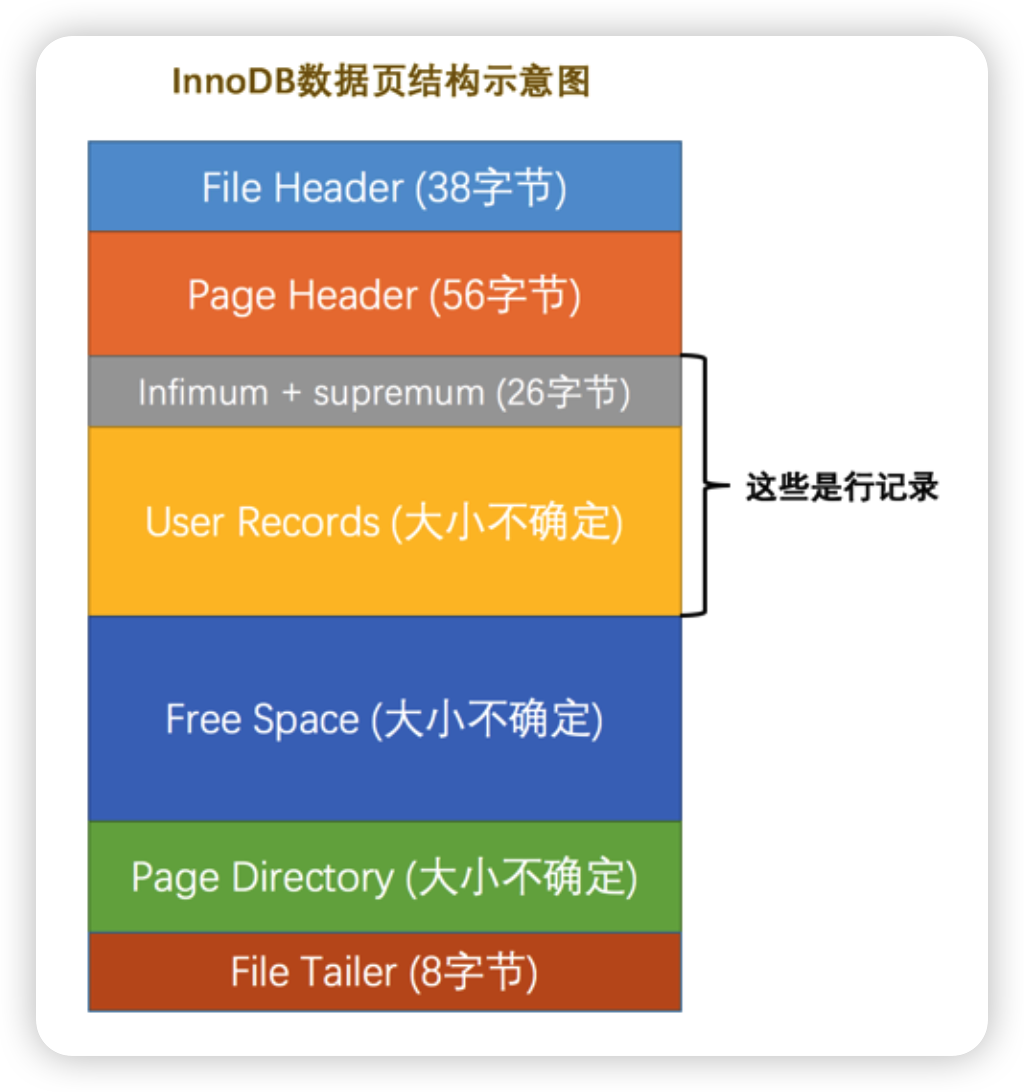 InnoDB数据页结构示意图
File Header (38字节)
Page Header (56字节)
Infimum + supremum (26字节)
User Records (大小不确定)
这些是行记录
Free Space (大小不确定)
Page Directory (大小不确定)
File Tailer (8字节)